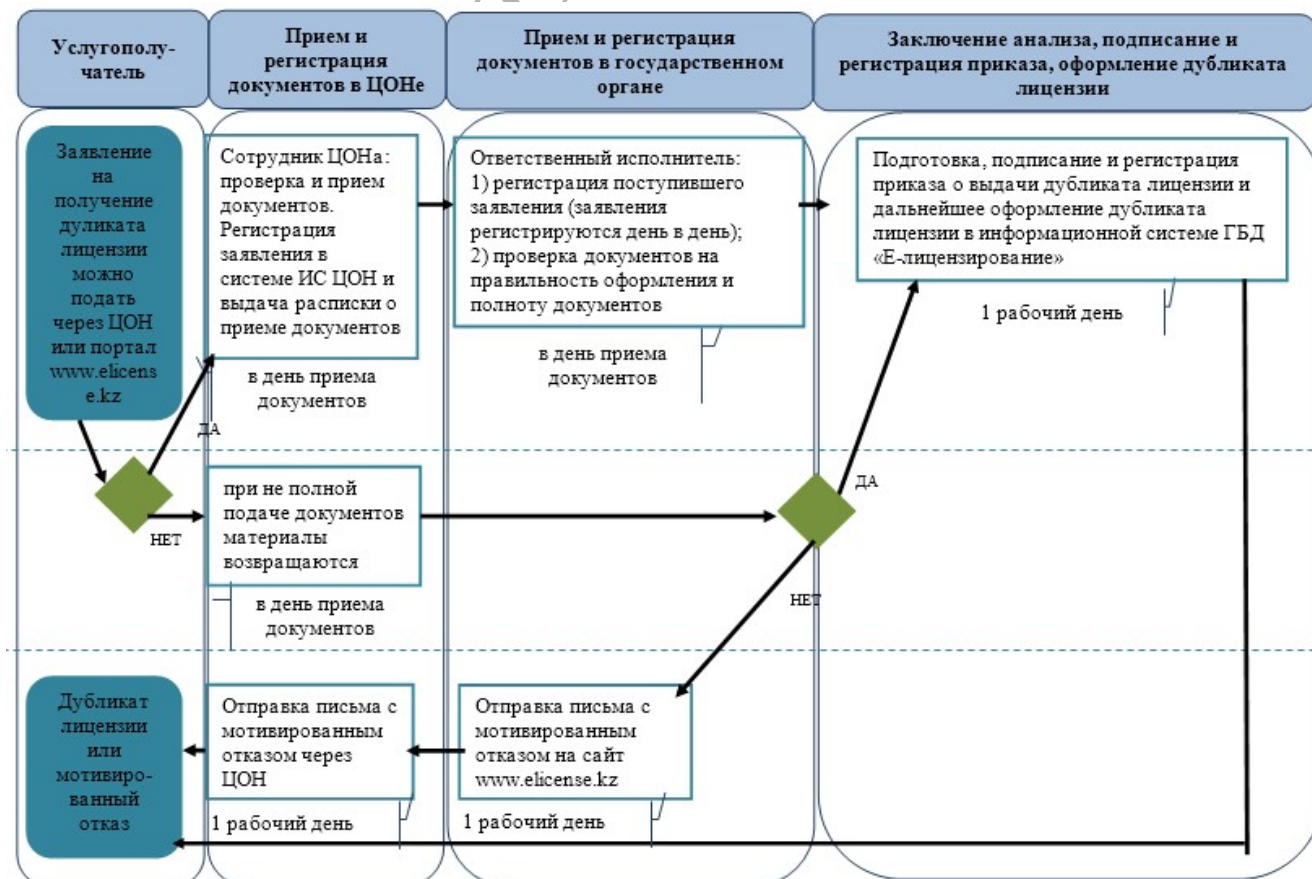 Услугополу-
чатель
Прием и
регистрация
документов в ЦОНе
Прием и регистрация
документов в государственном
органе
Заключение анализа, подписание и
регистрация приказа, оформление дубликата
лицензии
Заявление
на
получение
дуликата
лицензии
можно
подать
через ЦОН
или портал
www.elicens
e.kz
Сотрудник ЦОНа:
проверка и прием
документов.
Регистрация
заявления в
системе ИС ЦОН и
выдача расписки о
приеме документов
Ответственный исполнитель:
1) регистрация поступившего
заявления (заявления
регистрируются день в день);
2) проверка документов на
правильность оформления и
полноту документов
Подготовка, подписание и регистрация
приказа о выдачи дубликата лицензии и
дальнейшее оформление дубликата
лицензии в информационной системе ГБД
«Е-лицензирование»
в день приема
документов
в день приема
документов
1 рабочий день
ДА
НЕТ
при не полной
подаче документов
материалы
возвращаются
ДА
НЕТ
в день приема
документов
Дубликат
лицензии
или
мотивиро-
ванный
отказ
Отправка письма с
мотивированным
отказом через
ЦОН
Отправка письма с
мотивированным
отказом на сайт
www.elicense.kz
1 рабочий день
1 рабочий день